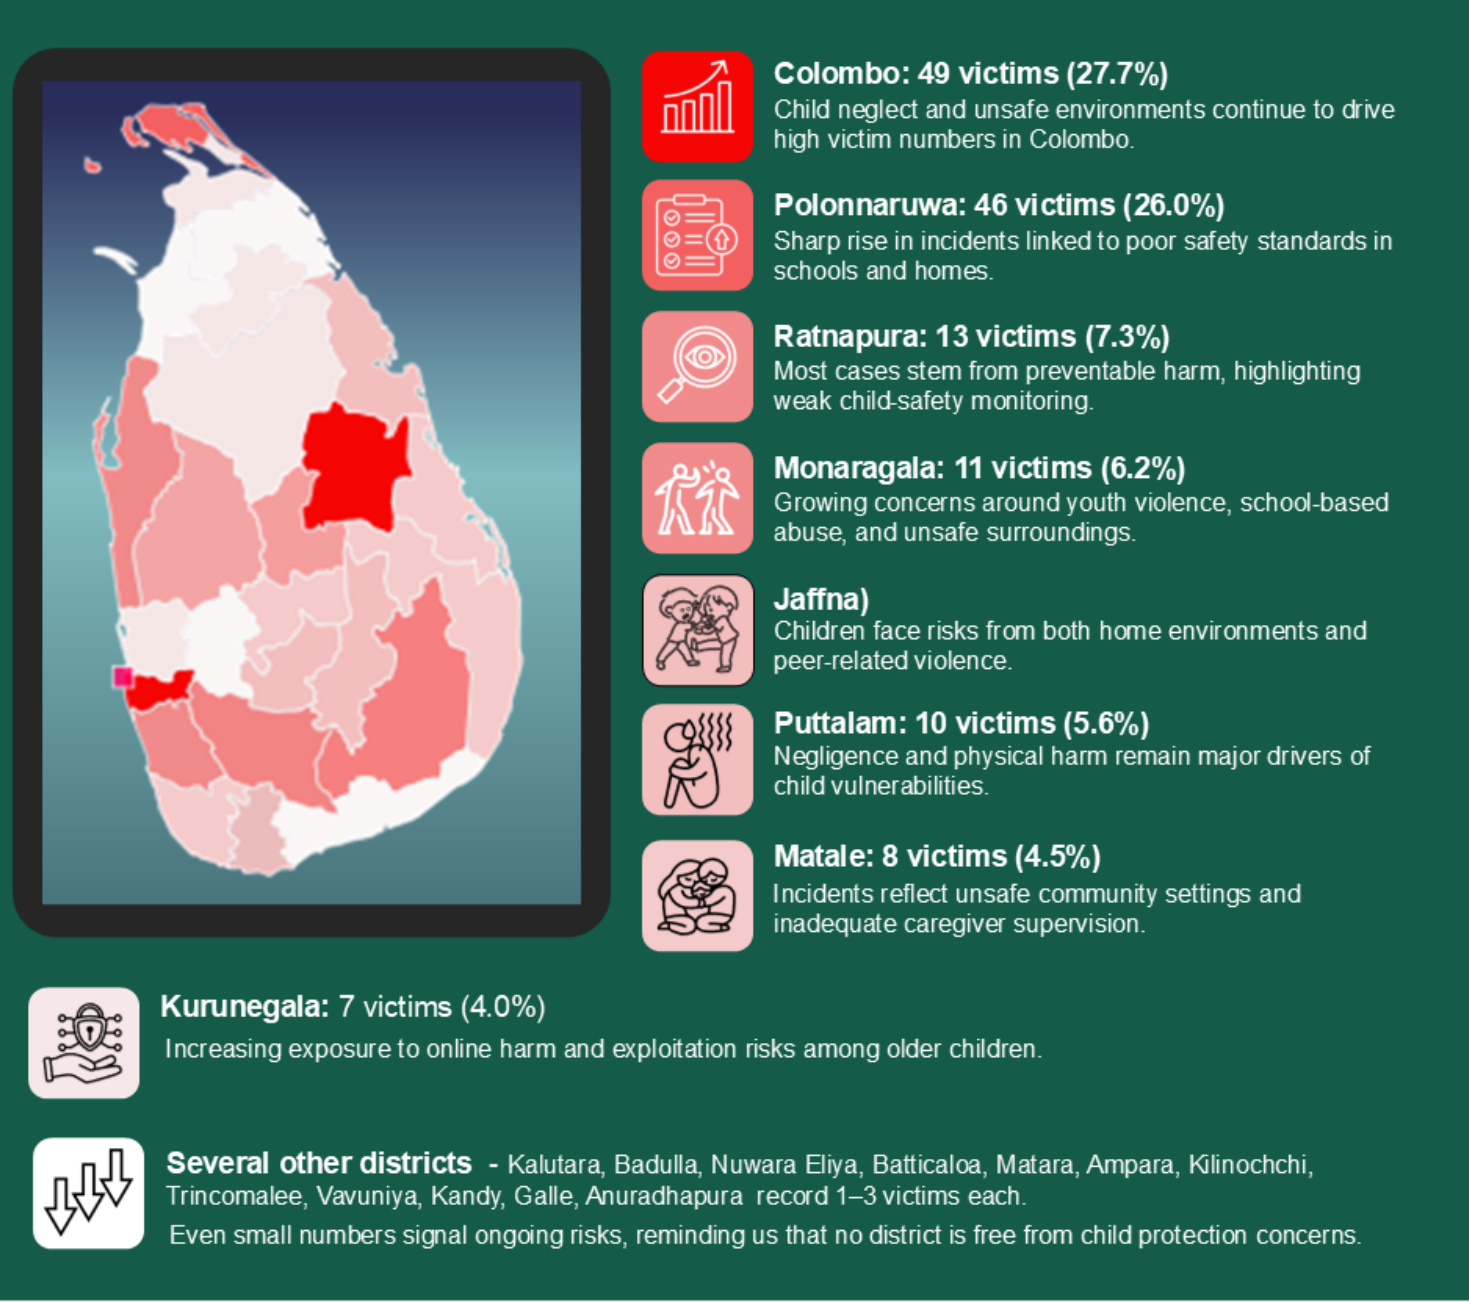 Colombo: 49 victims (27.7%)
Child neglect and unsafe environments continue to drive
high victim numbers in Colombo.
Polonnaruwa: 46 victims (26.0%)
Sharp rise in incidents linked to poor safety standards in
schools and homes.
Ratnapura: 13 victims (7.3%)
Most cases stem from preventable harm, highlighting
weak child-safety monitoring.
Monaragala: 11 victims (6.2%)
Growing concerns around youth violence, school-based
abuse, and unsafe surroundings.
Jaffna)
Children face risks from both home environments and
peer-related violence.
Puttalam: 10 victims (5.6%)
Negligence and physical harm remain major drivers of
child vulnerabilities.
Matale: 8 victims (4.5%)
Incidents reflect unsafe community settings and
inadequate caregiver supervision.
Kurunegala: 7 victims (4.0%)
Increasing exposure to online harm and exploitation risks among older children.
Several other districts - Kalutara, Badulla, Nuwara Eliya, Batticaloa, Matara, Ampara, Kilinochchi,
Trincomalee, Vavuniya, Kandy, Galle, Anuradhapura record 1–3 victims each.
Even small numbers signal ongoing risks, reminding us that no district is free from child protection concerns.